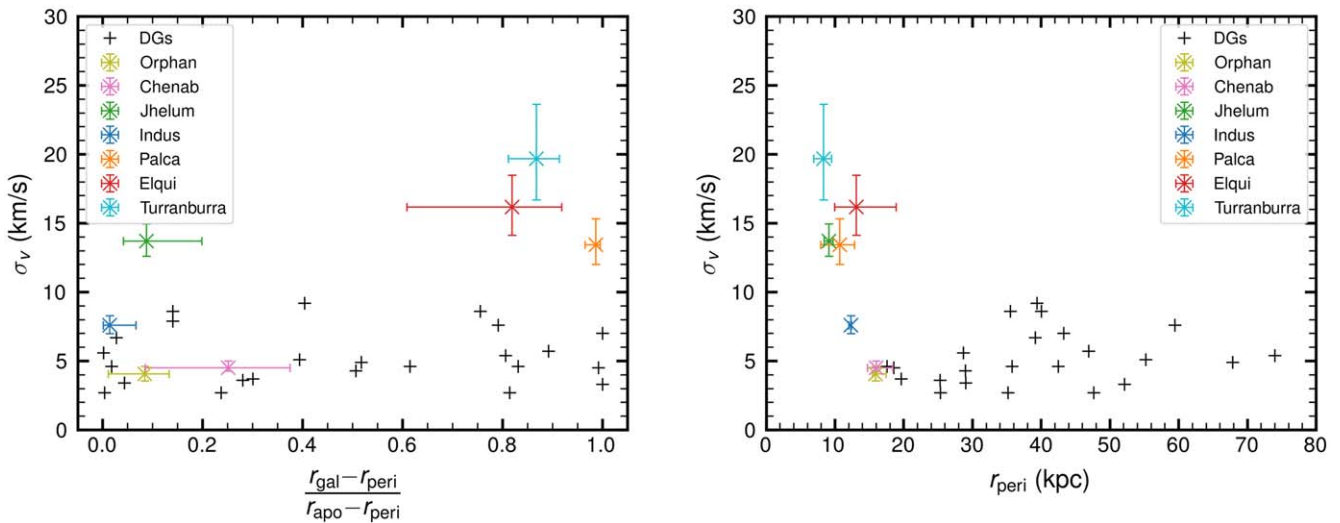 30
25
20
15
10
5
0
σv (km/s)
DGs
Orphan
Chenab
Jhelum
Indus
Palca
Elqui
Turranburra
0.0 0.2 0.4 0.6 0.8 1.0
rgal−rperi
rapo−rperi
30
25
20
15
10
5
0
σv (km/s)
DGs
Orphan
Chenab
Jhelum
Indus
Palca
Elqui
Turranburra
0 10 20 30 40 50 60 70 80
rperi (kpc)